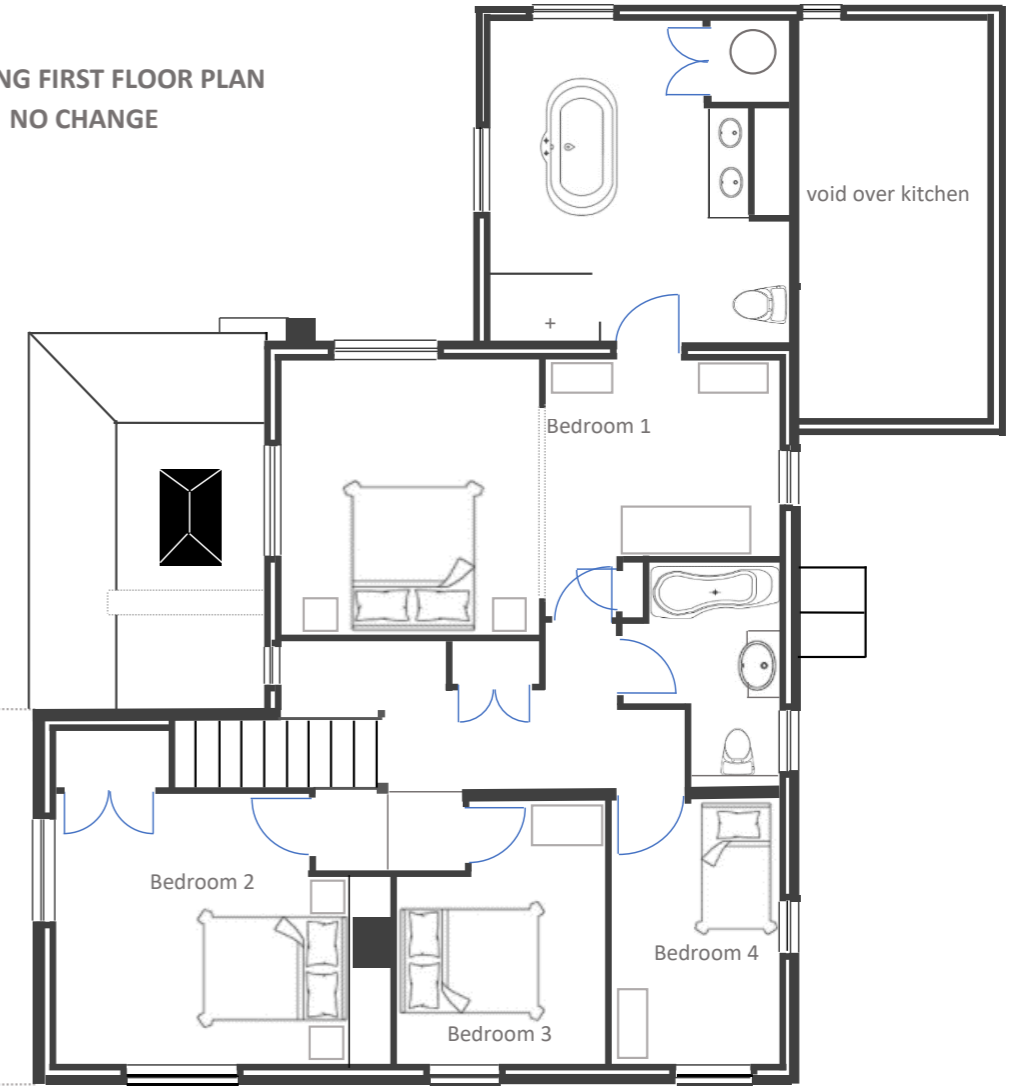 NG FIRST FLOOR PLAN
NO CHANGE
void over kitchen
Bedroom 1
Bedroom 2
Bedroom 4
Bedroom 3